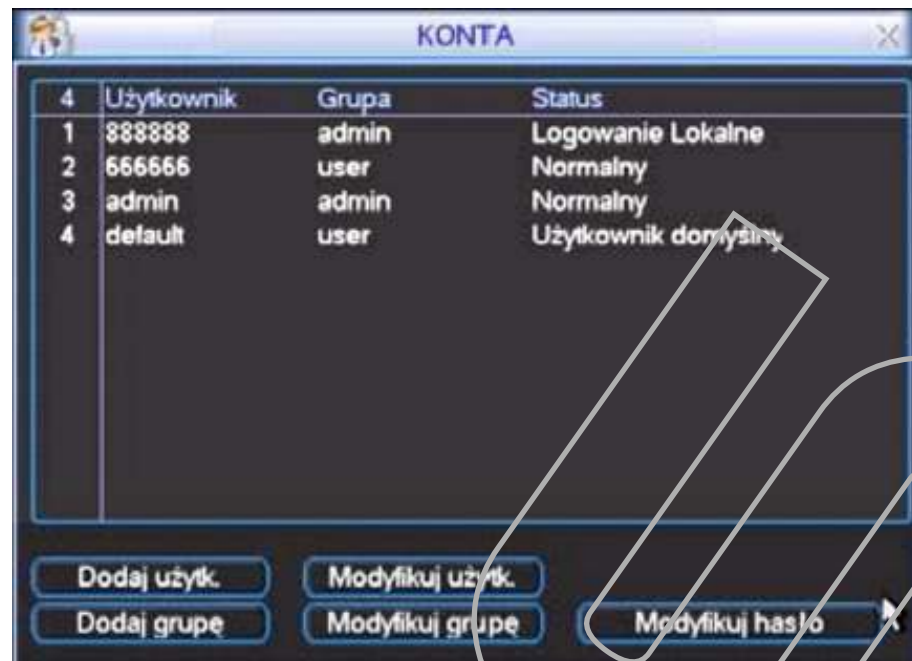 KONTA
4 Użytkownik Grupa Status
1 888888 admin Logowanie Lokalne
2 666666 user Normalny
3 admin admin Normalny
4 default user Użytkownik domyślny
Dodaj użytk. Modyfikuj użytk.
Dodaj grupę Modyfikuj grupę Modyfikuj hasło